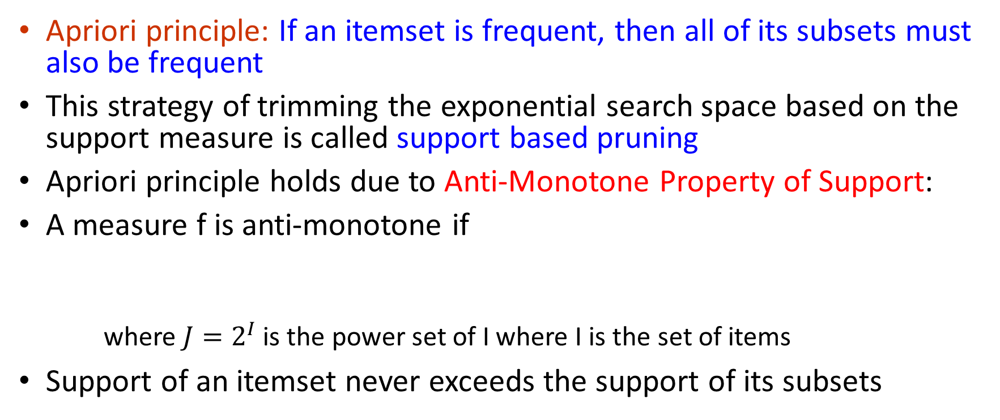 • Apriori principle: If an itemset is frequent, then all of its subsets must
also be frequent
• This strategy of trimming the exponential search space based on the
support measure is called support based pruning
• Apriori principle holds due to Anti-Monotone Property of Support:
• A measure f is anti-monotone if
where J = 2^I is the power set of I where I is the set of items
• Support of an itemset never exceeds the support of its subsets